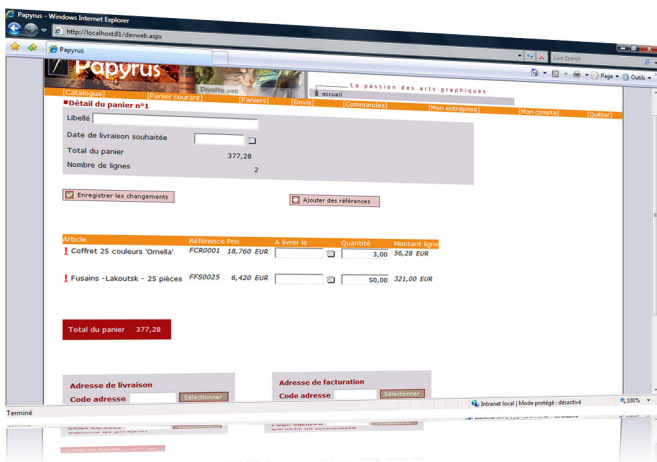 Papyrus - Windows Internet Explorer
http://localhost:81/davweb.aspx
Live Search
Papyrus
Page
Outils
Papyrus
Divalto web
La passion des arts graphiques
accueil
[Catalogue] [Panier courant] [Paniers] [Devis] [Commandes] [Mon entreprise] [Mon compte] [Quitter]
Détail du panier n°1
Libellé
Date de livraison souhaitée
Total du panier 377,28
Nombre de lignes 2
Enregistrer les changements
Ajouter des références
Article Référence Prix A livrer le Quantité Montant ligne
! Coffret 25 couleurs 'Ornella' FCR0001 18,760 EUR 3,00 56,28 EUR
! Fusains -Lakoutsk - 25 pièces FFS0025 6,420 EUR 50,00 321,00 EUR
Total du panier 377,28
Adresse de livraison Adresse de facturation
Code adresse Sélectionner Code adresse Sélectionner
Terminé Intranet local | Mode protégé : désactivé 100%